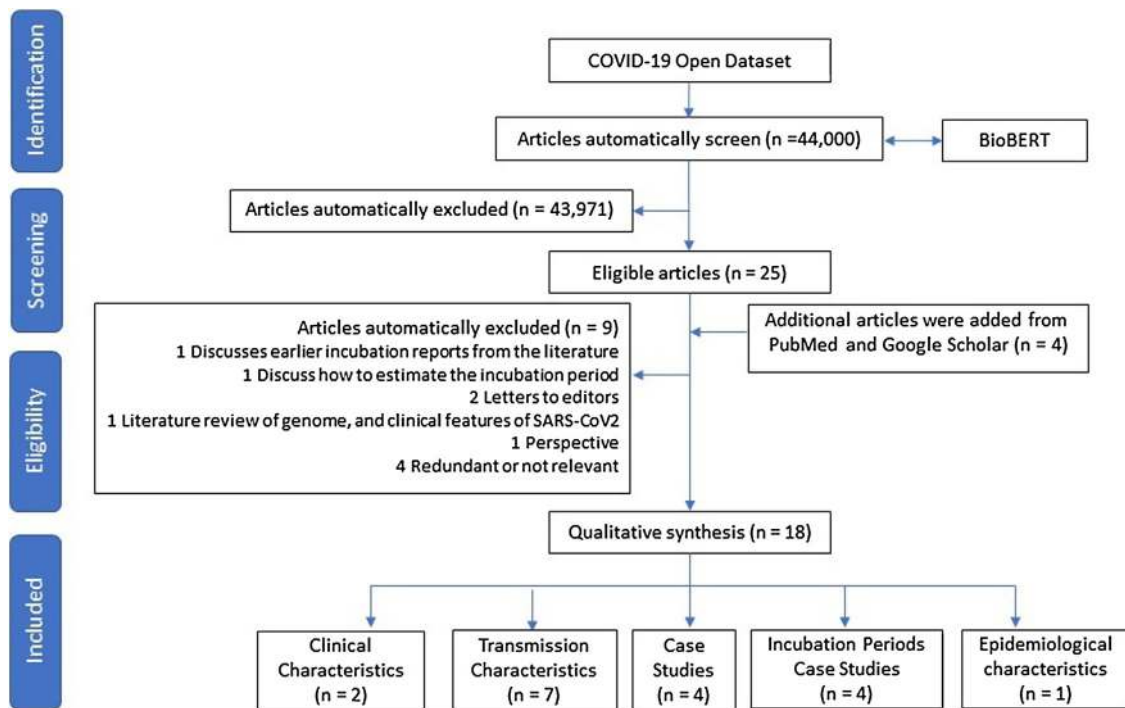 Identification
COVID-19 Open Dataset
Articles automatically screen (n =44,000)
BioBERT
Screening
Articles automatically excluded (n = 43,971)
Eligible articles (n = 25)
Additional articles were added from
PubMed and Google Scholar (n = 4)
Eligibility
Articles automatically excluded (n = 9)
1 Discusses earlier incubation reports from the literature
1 Discuss how to estimate the incubation period
2 Letters to editors
1 Literature review of genome, and clinical features of SARS-CoV2
1 Perspective
4 Redundant or not relevant
Qualitative synthesis (n = 18)
Included
Clinical
Characteristics
(n = 2)
Transmission
Characteristics
(n = 7)
Case
Studies
(n = 4)
Incubation Periods
Case Studies
(n = 4)
Epidemiological
characteristics
(n = 1)